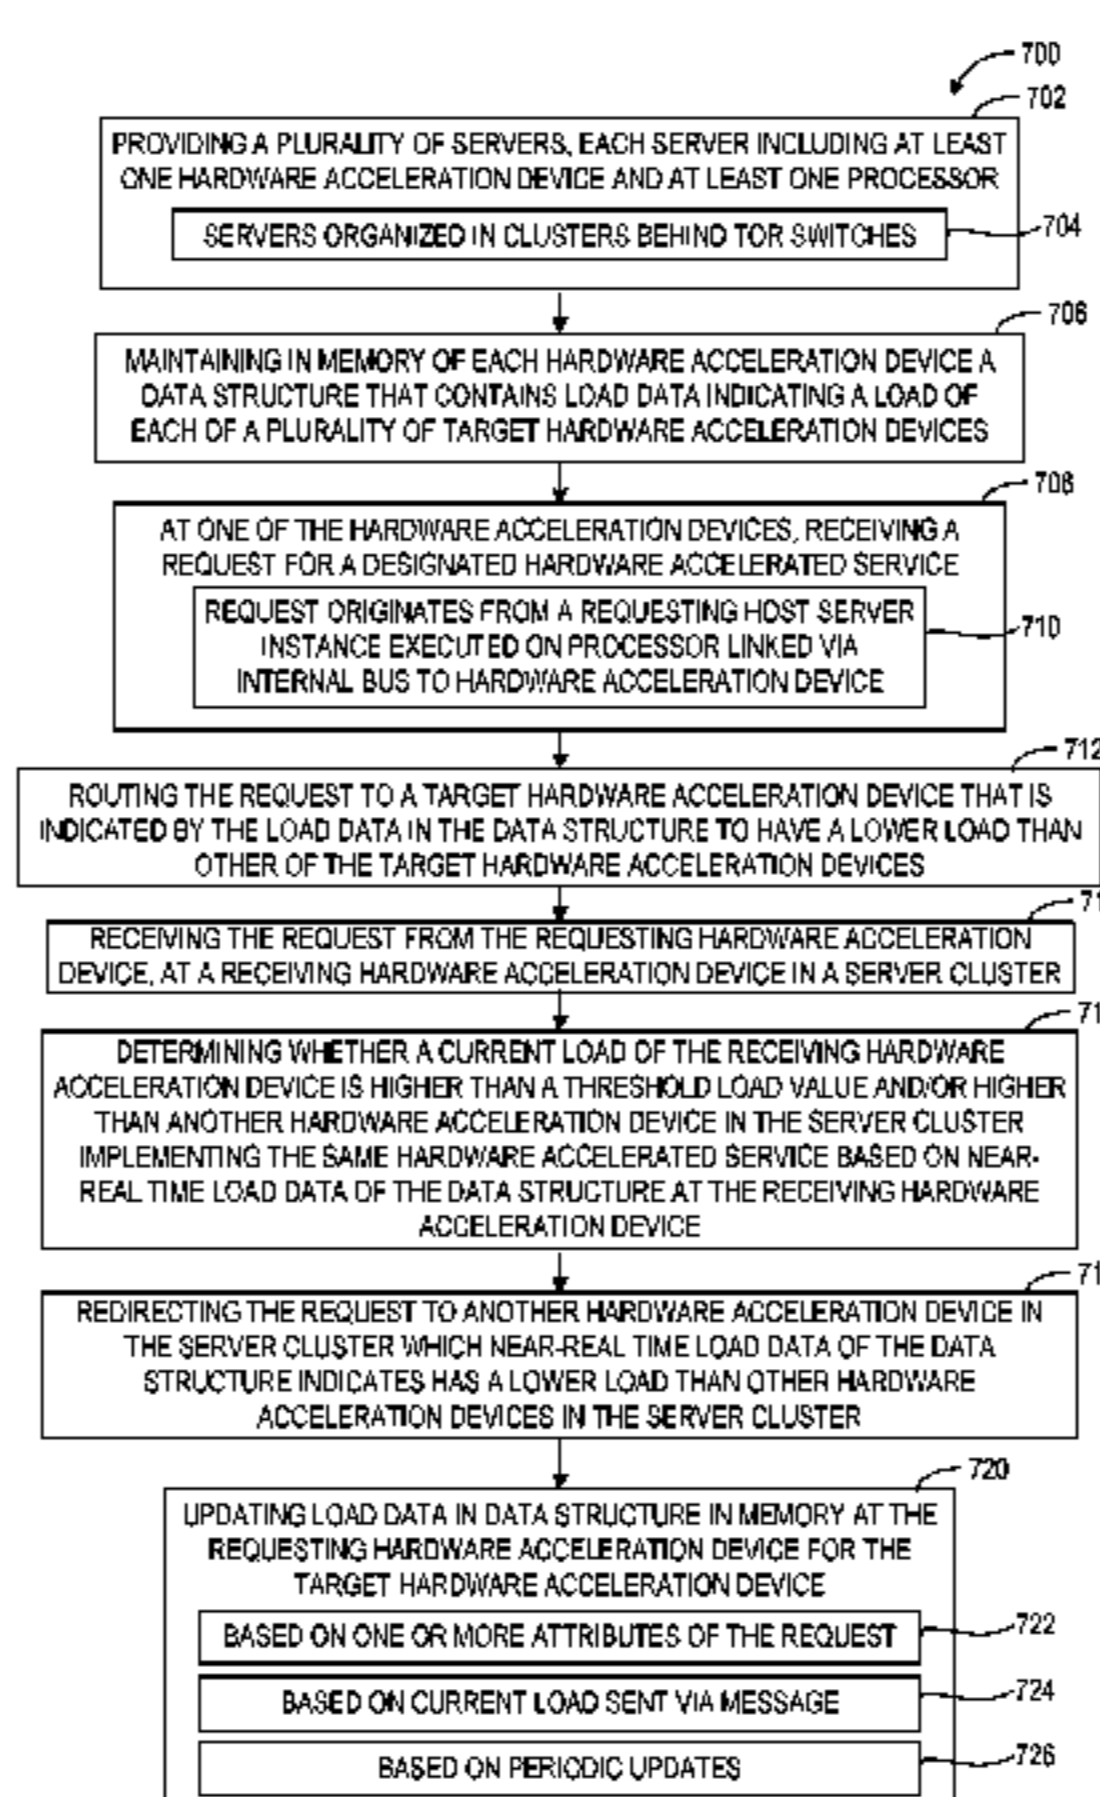 700
702
PROVIDING A PLURALITY OF SERVERS, EACH SERVER INCLUDING AT LEAST
ONE HARDWARE ACCELERATION DEVICE AND AT LEAST ONE PROCESSOR
SERVERS ORGANIZED IN CLUSTERS BEHIND TOR SWITCHES
704
706
MAINTAINING IN MEMORY OF EACH HARDWARE ACCELERATION DEVICE A
DATA STRUCTURE THAT CONTAINS LOAD DATA INDICATING A LOAD OF
EACH OF A PLURALITY OF TARGET HARDWARE ACCELERATION DEVICES
708
AT ONE OF THE HARDWARE ACCELERATION DEVICES, RECEIVING A
REQUEST FOR A DESIGNATED HARDWARE ACCELERATED SERVICE
REQUEST ORIGINATES FROM A REQUESTING HOST SERVER
INSTANCE EXECUTED ON PROCESSOR LINKED VIA
INTERNAL BUS TO HARDWARE ACCELERATION DEVICE
710
712
ROUTING THE REQUEST TO A TARGET HARDWARE ACCELERATION DEVICE THAT IS
INDICATED BY THE LOAD DATA IN THE DATA STRUCTURE TO HAVE A LOWER LOAD THAN
OTHER OF THE TARGET HARDWARE ACCELERATION DEVICES
71
RECEIVING THE REQUEST FROM THE REQUESTING HARDWARE ACCELERATION
DEVICE, AT A RECEIVING HARDWARE ACCELERATION DEVICE IN A SERVER CLUSTER
71
DETERMINING WHETHER A CURRENT LOAD OF THE RECEIVING HARDWARE
ACCELERATION DEVICE IS HIGHER THAN A THRESHOLD LOAD VALUE AND/OR HIGHER
THAN ANOTHER HARDWARE ACCELERATION DEVICE IN THE SERVER CLUSTER
IMPLEMENTING THE SAME HARDWARE ACCELERATED SERVICE BASED ON NEAR-
REAL TIME LOAD DATA OF THE DATA STRUCTURE AT THE RECEIVING HARDWARE
ACCELERATION DEVICE
71
REDIRECTING THE REQUEST TO ANOTHER HARDWARE ACCELERATION DEVICE IN
THE SERVER CLUSTER WHICH NEAR-REAL TIME LOAD DATA OF THE DATA
STRUCTURE INDICATES HAS A LOWER LOAD THAN OTHER HARDWARE
ACCELERATION DEVICES IN THE SERVER CLUSTER
720
UPDATING LOAD DATA IN DATA STRUCTURE IN MEMORY AT THE
REQUESTING HARDWARE ACCELERATION DEVICE FOR THE
TARGET HARDWARE ACCELERATION DEVICE
BASED ON ONE OR MORE ATTRIBUTES OF THE REQUEST
722
BASED ON CURRENT LOAD SENT VIA MESSAGE
724
BASED ON PERIODIC UPDATES
726